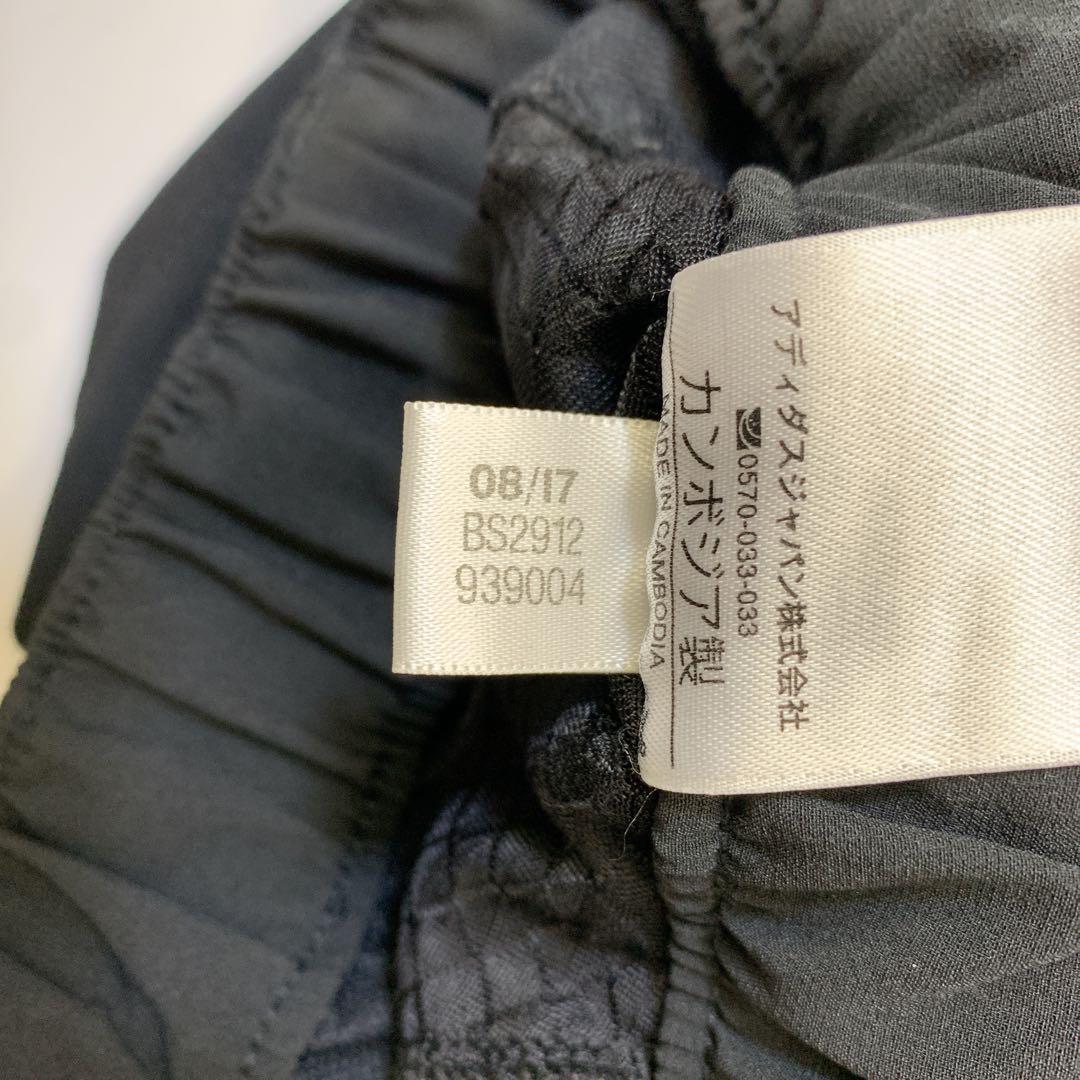 08/17
BS2912
939004
アディダスジャパン株式会社
0570-033-033
カンボジア製
MADE IN CAMBODIA